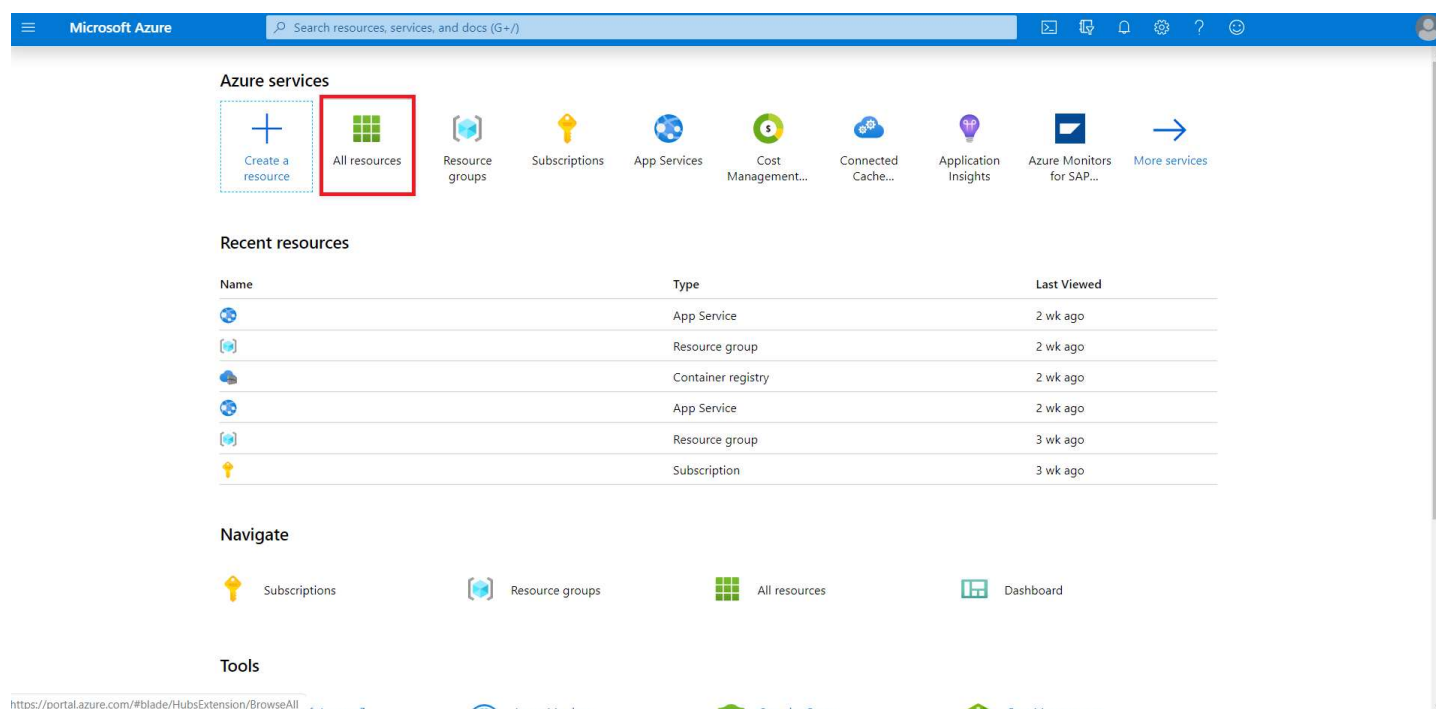 Microsoft Azure
Search resources, services, and docs (G+/)
Azure services
Create a resource
All resources
Resource groups
Subscriptions
App Services
Cost Management...
Connected Cache...
Application Insights
Azure Monitors for SAP...
More services
Recent resources
Name Type Last Viewed
App Service 2 wk ago
Resource group 2 wk ago
Container registry 2 wk ago
App Service 2 wk ago
Resource group 3 wk ago
Subscription 3 wk ago
Navigate
Subscriptions Resource groups All resources Dashboard
Tools
https://portal.azure.com/#blade/HubsExtension/BrowseAll